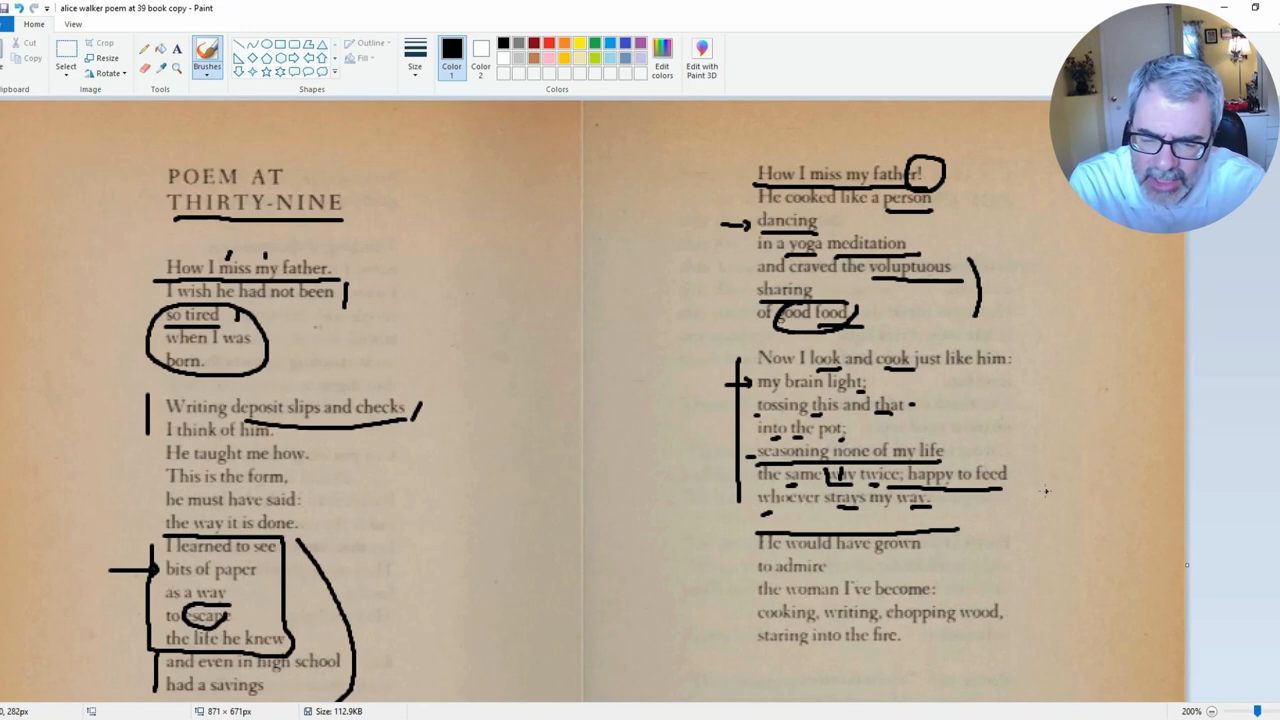 alice walker poem at 39 book copy - Paint
Home View
Cut
Copy
Clipboard
Select
Crop
Resize
Rotate
Image
Tools
Brushes
Shapes
Outline
Fill
Size
Color 1
Color 2
Colors
Edit colors
Edit with Paint 3D
POEM AT
THIRTY-NINE
How I miss my father.
I wish he had not been
so tired
when I was
born.
Writing deposit slips and checks
I think of him.
He taught me how.
This is the form,
he must have said:
the way it is done.
I learned to see
bits of paper
as a way
to escape
the life he knew
and even in high school
had a savings
How I miss my father!
He cooked like a person
dancing
in a yoga meditation
and craved the voluptuous
sharing
of good food.
Now I look and cook just like him:
my brain light;
tossing this and that
into the pot;
seasoning none of my life
the same way twice; happy to feed
whoever strays my way.
He would have grown
to admire
the woman I've become:
cooking, writing, chopping wood,
staring into the fire.
0, 282px
871 × 671px
Size: 112.9KB
200%